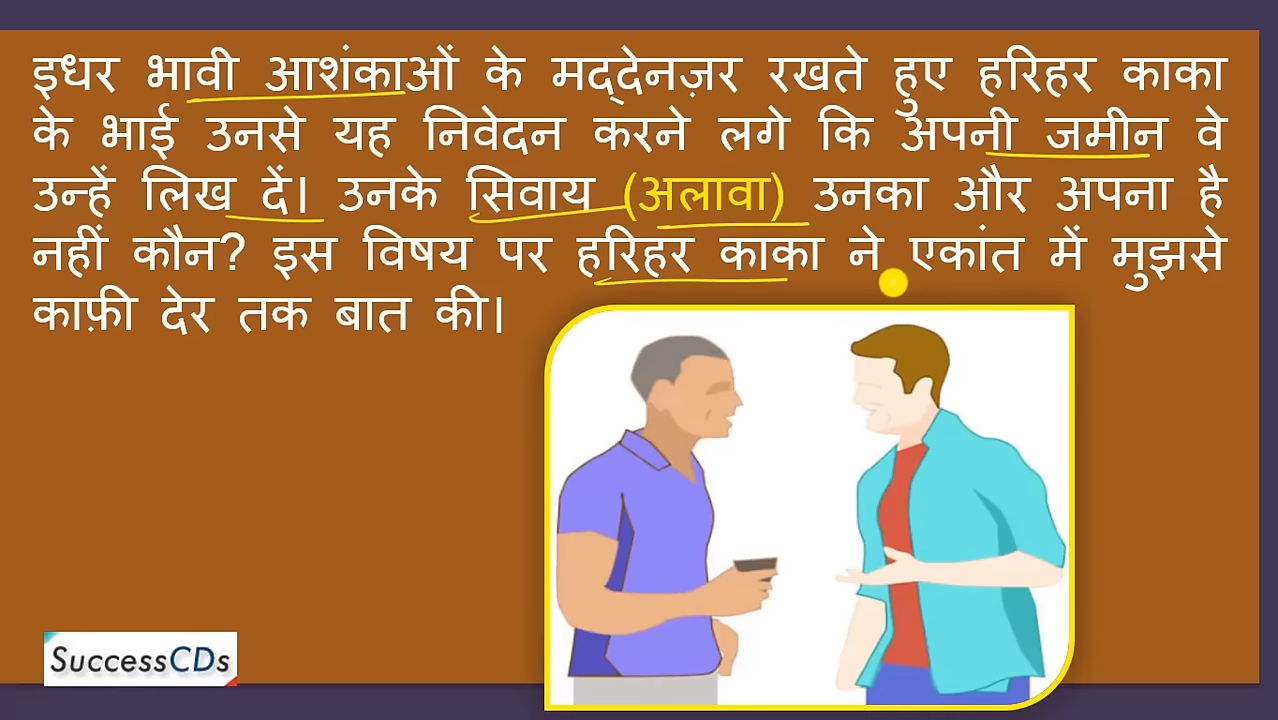 इधर भावी आशंकाओं के मद्देनज़र रखते हुए हरिहर काका
के भाई उनसे यह निवेदन करने लगे कि अपनी जमीन वे
उन्हें लिख दें। उनके सिवाय (अलावा) उनका और अपना है
नहीं कौन? इस विषय पर हरिहर काका ने एकांत में मुझसे
काफ़ी देर तक बात की।
SuccessCDs